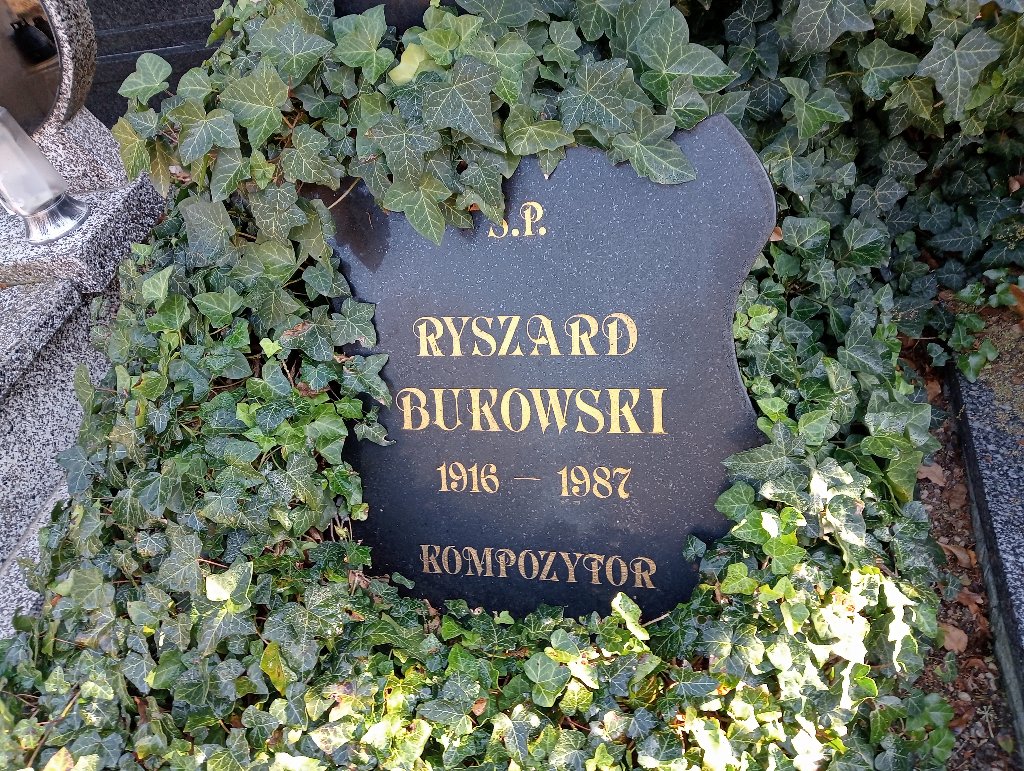 Ś.P.
RYSZARD
BUKOWSKI
1916 – 1987
KOMPOZYTOR